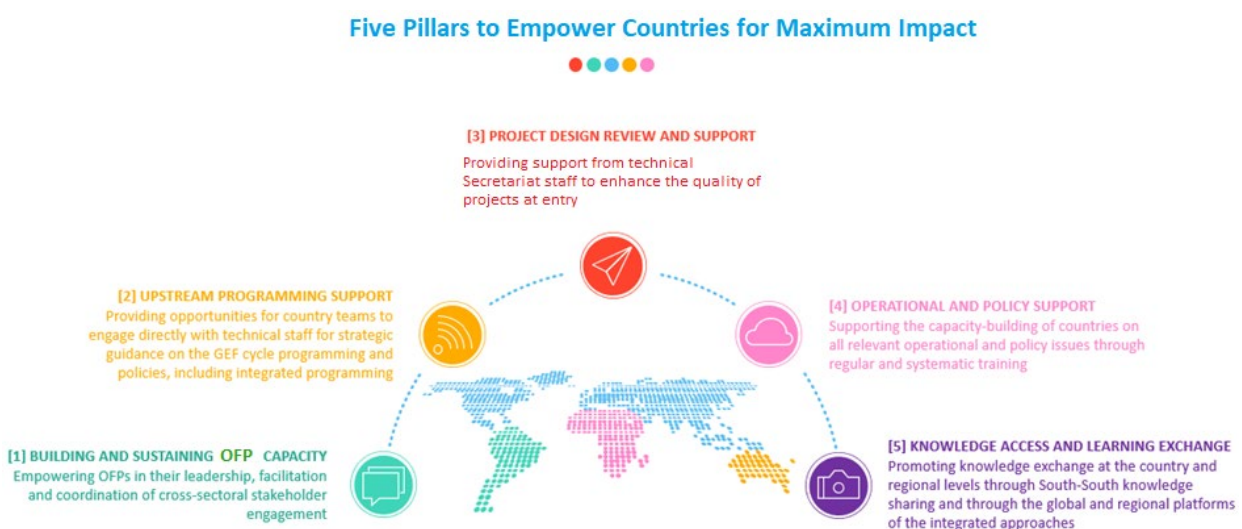 Five Pillars to Empower Countries for Maximum Impact
[3] PROJECT DESIGN REVIEW AND SUPPORT
Providing support from technical
Secretariat staff to enhance the quality of
projects at entry
[2] UPSTREAM PROGRAMMING SUPPORT
Providing opportunities for country teams to
engage directly with technical staff for strategic
guidance on the GEF cycle programming and
policies, including integrated programming
[4] OPERATIONAL AND POLICY SUPPORT
Supporting the capacity-building of countries on
all relevant operational and policy issues through
regular and systematic training
[1] BUILDING AND SUSTAINING OFP CAPACITY
Empowering OFPs in their leadership, facilitation
and coordination of cross-sectoral stakeholder
engagement
[5] KNOWLEDGE ACCESS AND LEARNING EXCHANGE
Promoting knowledge exchange at the country and
regional levels through South-South knowledge
sharing and through the global and regional platforms
of the integrated approaches